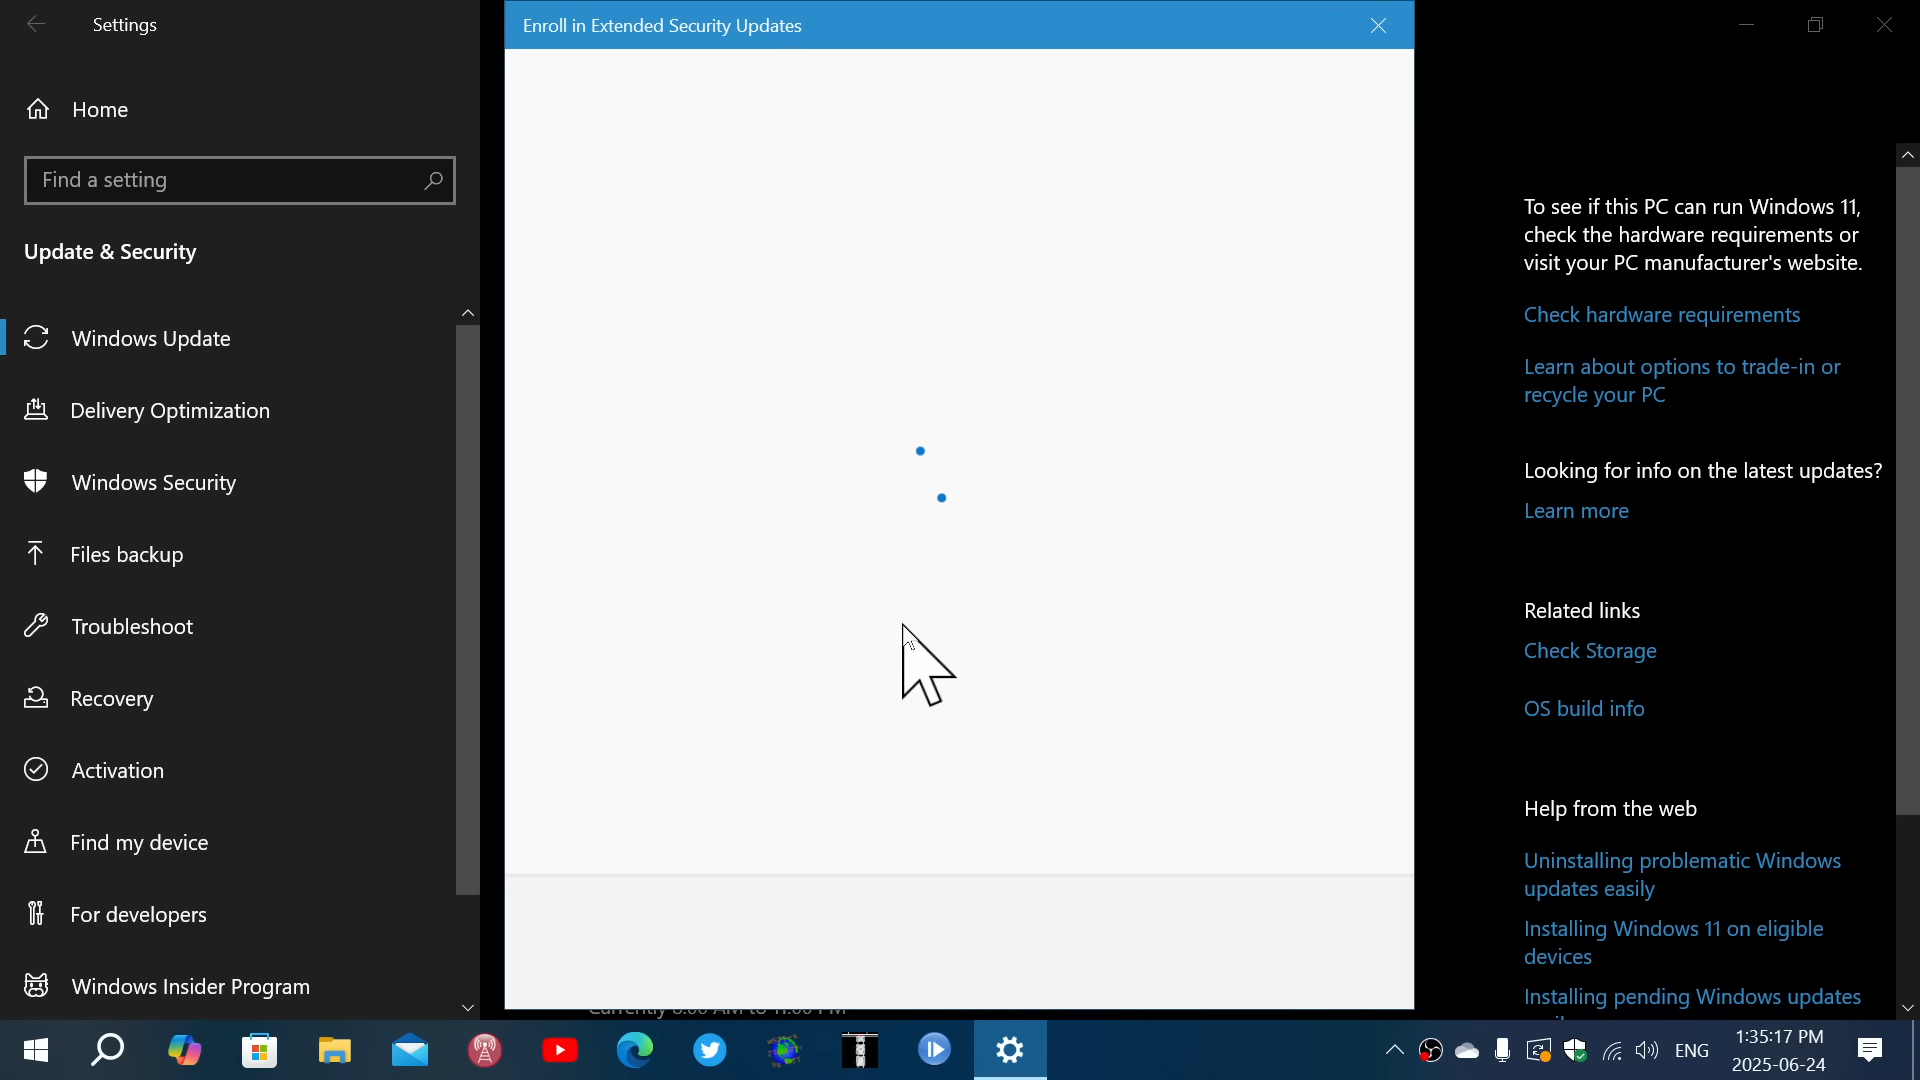 Settings
Enroll in Extended Security Updates
Home
Find a setting
Update & Security
Windows Update
Delivery Optimization
Windows Security
Files backup
Troubleshoot
Recovery
Activation
Find my device
For developers
Windows Insider Program
To see if this PC can run Windows 11,
check the hardware requirements or
visit your PC manufacturer's website.
Check hardware requirements
Learn about options to trade-in or
recycle your PC
Looking for info on the latest updates?
Learn more
Related links
Check Storage
OS build info
Help from the web
Uninstalling problematic Windows
updates easily
Installing Windows 11 on eligible
devices
Installing pending Windows updates
ENG
1:35:17 PM
2025-06-24